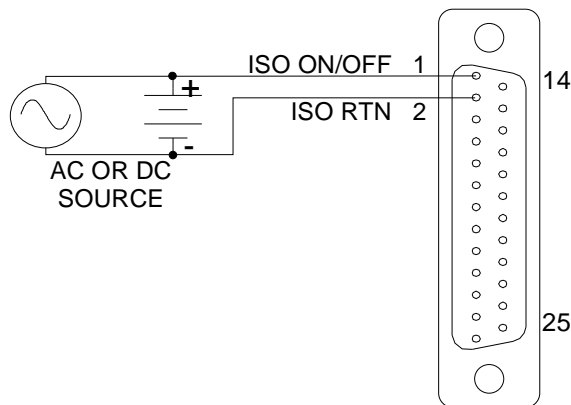 ISO ON/OFF 1
14
+
ISO RTN 2
-
AC OR DC
SOURCE
25